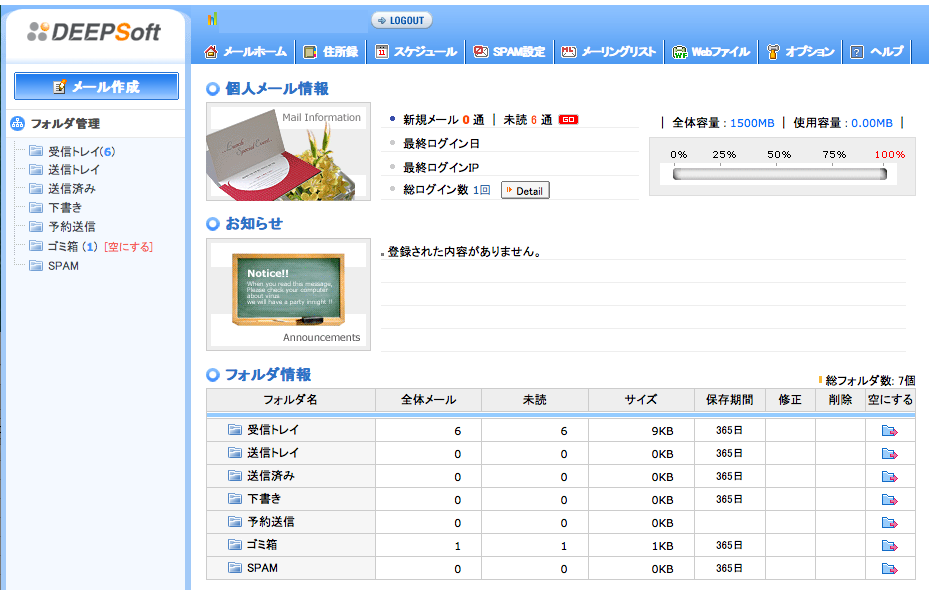 DEEPSoft
LOGOUT
メールホーム 住所録 スケジュール SPAM設定 メーリングリスト Webファイル オプション ヘルプ
メール作成
フォルダ管理
受信トレイ(6)
送信トレイ
送信済み
下書き
予約送信
ゴミ箱 (1) [空にする]
SPAM
個人メール情報
Mail Information
新規メール 0 通 | 未読 6 通 GO
最終ログイン日
最終ログインIP
総ログイン数 1回 Detail
| 全体容量 : 1500MB | 使用容量 : 0.00MB |
0% 25% 50% 75% 100%
お知らせ
Notice!!
When you read this message,
Please check your computer
about virus
we will have a party inright !!
Announcements
登録された内容がありません。
フォルダ情報
総フォルダ数: 7個
フォルダ名 全体メール 未読 サイズ 保存期間 修正 削除 空にする
受信トレイ 6 6 9KB 365日
送信トレイ 0 0 0KB 365日
送信済み 0 0 0KB 365日
下書き 0 0 0KB 365日
予約送信 0 0 0KB
ゴミ箱 1 1 1KB 365日
SPAM 0 0 0KB 365日